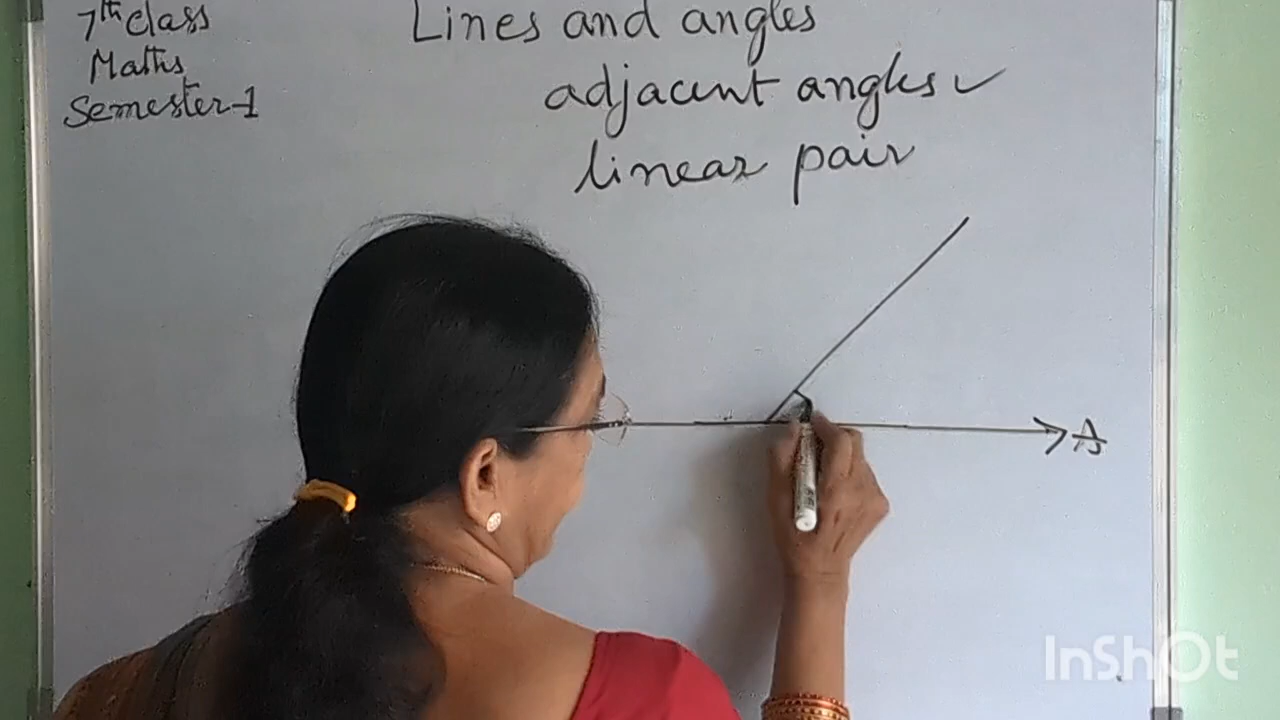 7th class
Maths
Semester-1
Lines and angles
adjacent angles ✓
linear pair
A
InShOt